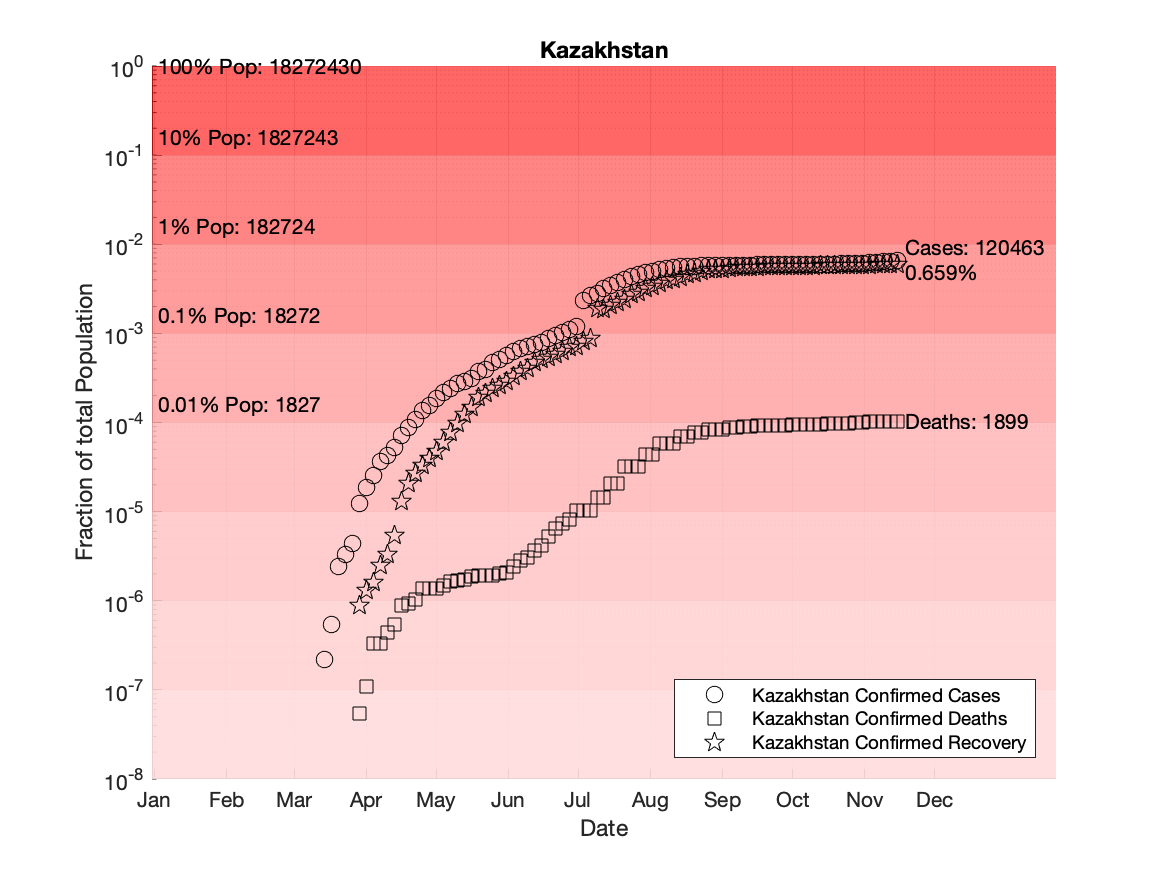 Kazakhstan
10^0
100% Pop: 18272430
10% Pop: 1827243
10^-1
1% Pop: 182724
10^-2
Cases: 120463
0.659%
0.1% Pop: 18272
10^-3
0.01% Pop: 1827
10^-4
Deaths: 1899
10^-5
10^-6
10^-7
10^-8
Fraction of total Population
Kazakhstan Confirmed Cases
Kazakhstan Confirmed Deaths
Kazakhstan Confirmed Recovery
Jan Feb Mar Apr May Jun Jul Aug Sep Oct Nov Dec
Date